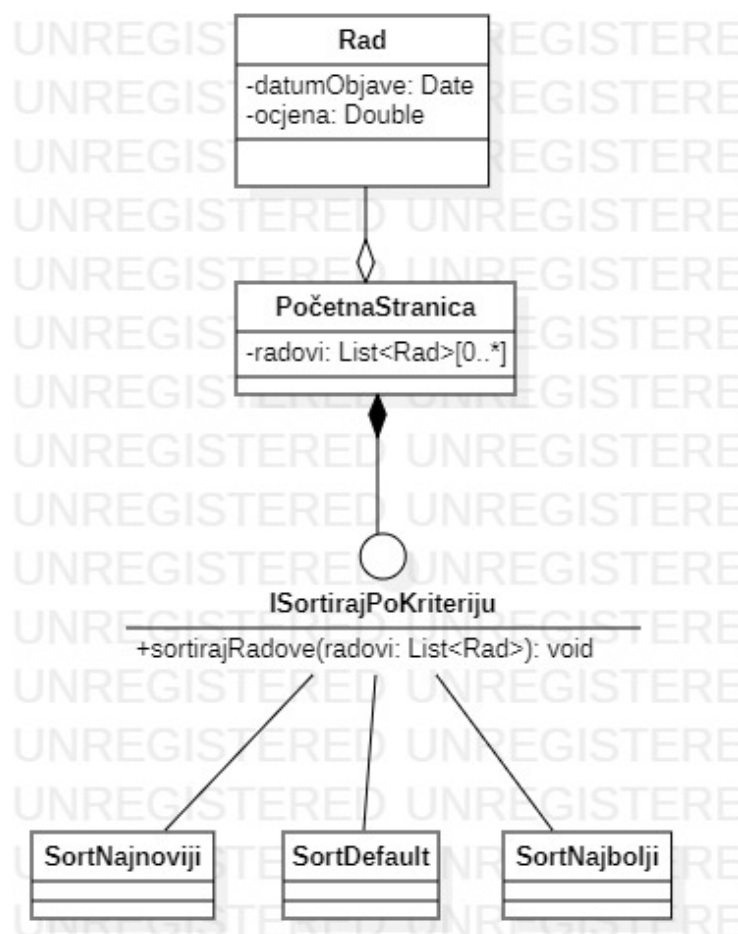 Rad
-datumObjave: Date
-ocjena: Double
PočetnaStranica
-radovi: List<Rad>[0..*]
ISortirajPoKriteriju
+sortirajRadove(radovi: List<Rad>): void
SortNajnoviji
SortDefault
SortNajbolji
UNREGISTERED